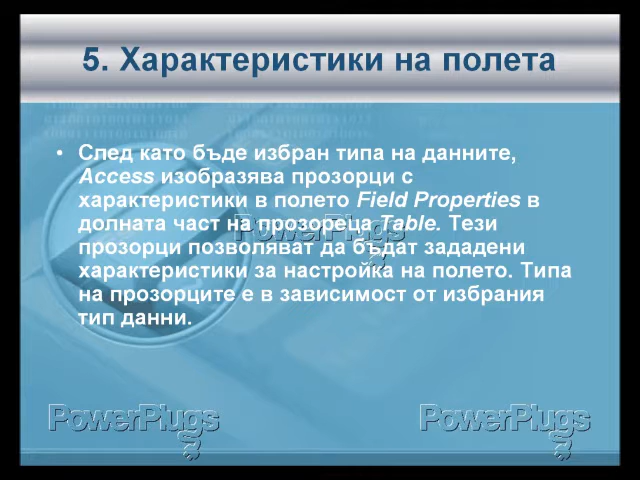 5. Характеристики на полета
• След като бъде избран типа на данните,
Access изобразява прозорци с
характеристики в полето Field Properties в
долната част на прозореца Table. Тези
прозорци позволяват да бъдат зададени
характеристики за настройка на полето. Типа
на прозорците е в зависимост от избрания
тип данни.
PowerPlugs
PowerPlugs
PowerPlugs